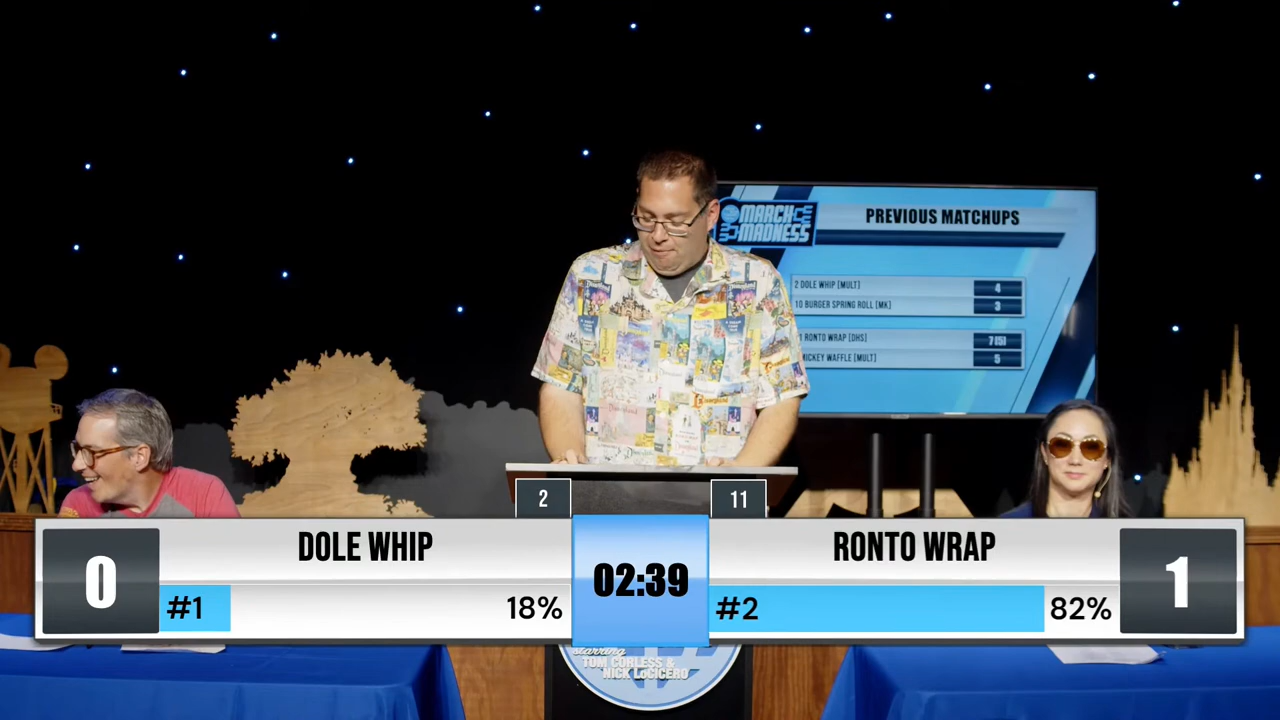 MARCH
MADNESS
PREVIOUS MATCHUPS
2 DOLE WHIP [MULT] 4
10 BURGER SPRING ROLL [MK] 3
1 RONTO WRAP [DHS] 7 [5]
MICKEY WAFFLE [MULT] 5
2 11
0 DOLE WHIP 02:39 RONTO WRAP 1
#1 18% #2 82%
starring
TOM CORLESS &
NICK LoCICERO